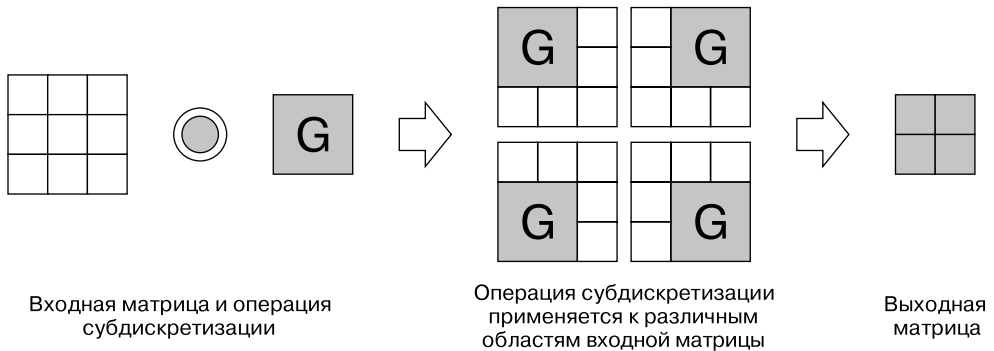 G
G
G
G
G
Входная матрица и операция
субдискретизации
Операция субдискретизации
применяется к различным
областям входной матрицы
Выходная
матрица